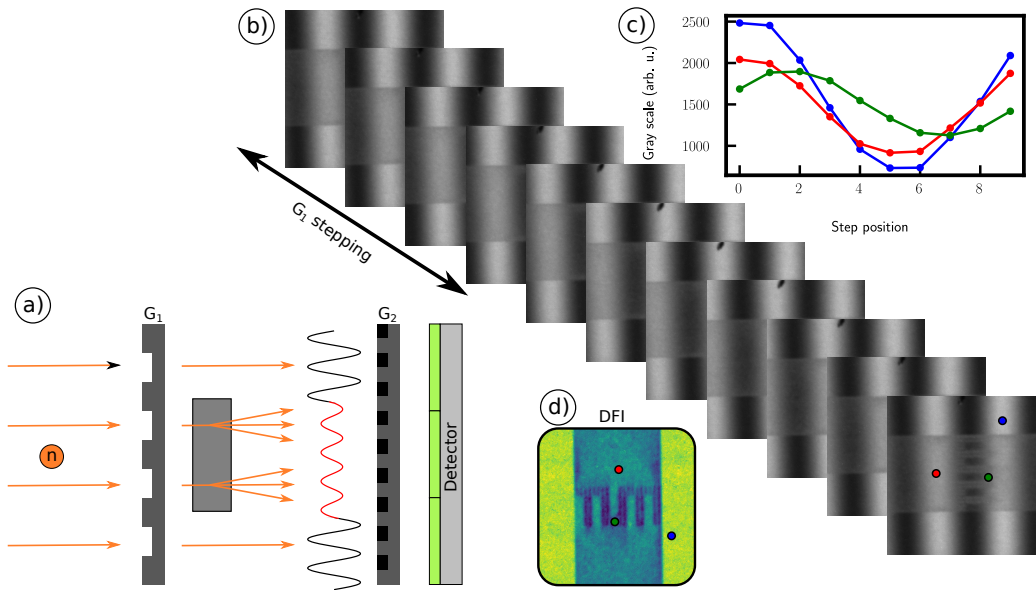 b)
c)
2500
2000
1500
1000
Gray scale (arb. u.)
0
2
4
6
8
Step position
G1 stepping
a)
G1
G2
n
Detector
d)
DFI